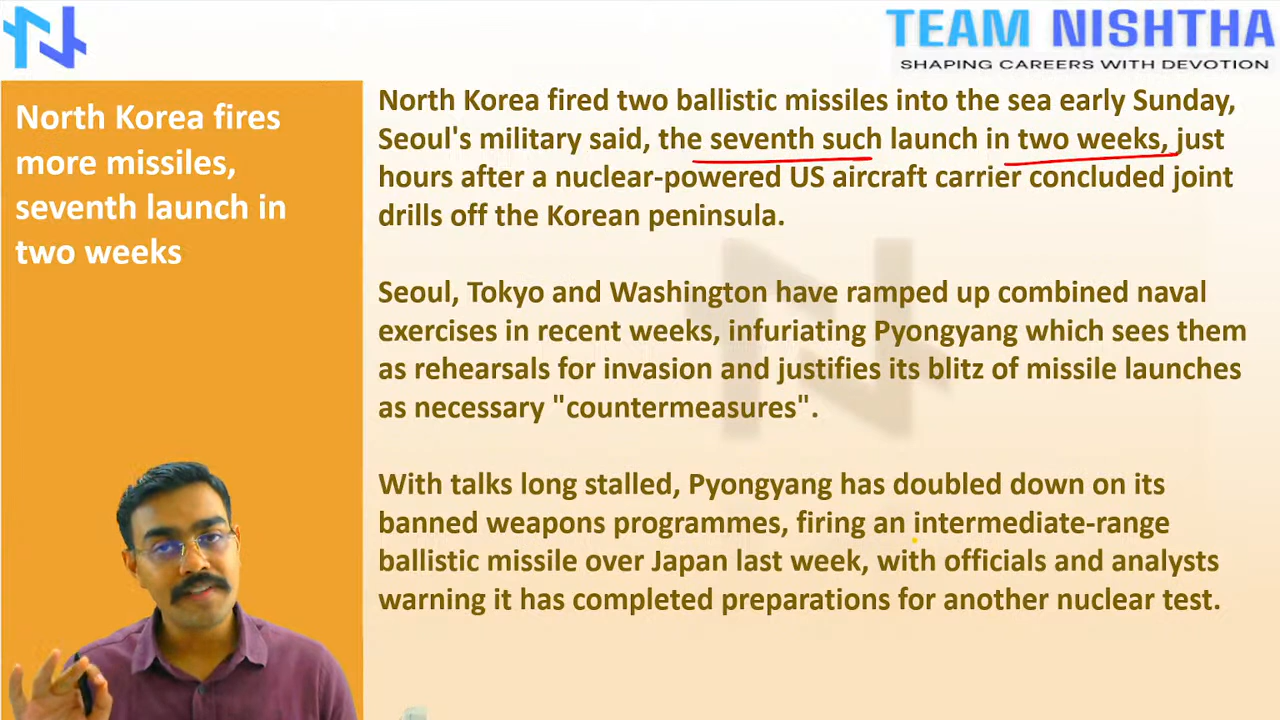 TEAM NISHTHA
SHAPING CAREERS WITH DEVOTION
North Korea fires
more missiles,
seventh launch in
two weeks
North Korea fired two ballistic missiles into the sea early Sunday,
Seoul's military said, the seventh such launch in two weeks, just
hours after a nuclear-powered US aircraft carrier concluded joint
drills off the Korean peninsula.
Seoul, Tokyo and Washington have ramped up combined naval
exercises in recent weeks, infuriating Pyongyang which sees them
as rehearsals for invasion and justifies its blitz of missile launches
as necessary "countermeasures".
With talks long stalled, Pyongyang has doubled down on its
banned weapons programmes, firing an intermediate-range
ballistic missile over Japan last week, with officials and analysts
warning it has completed preparations for another nuclear test.